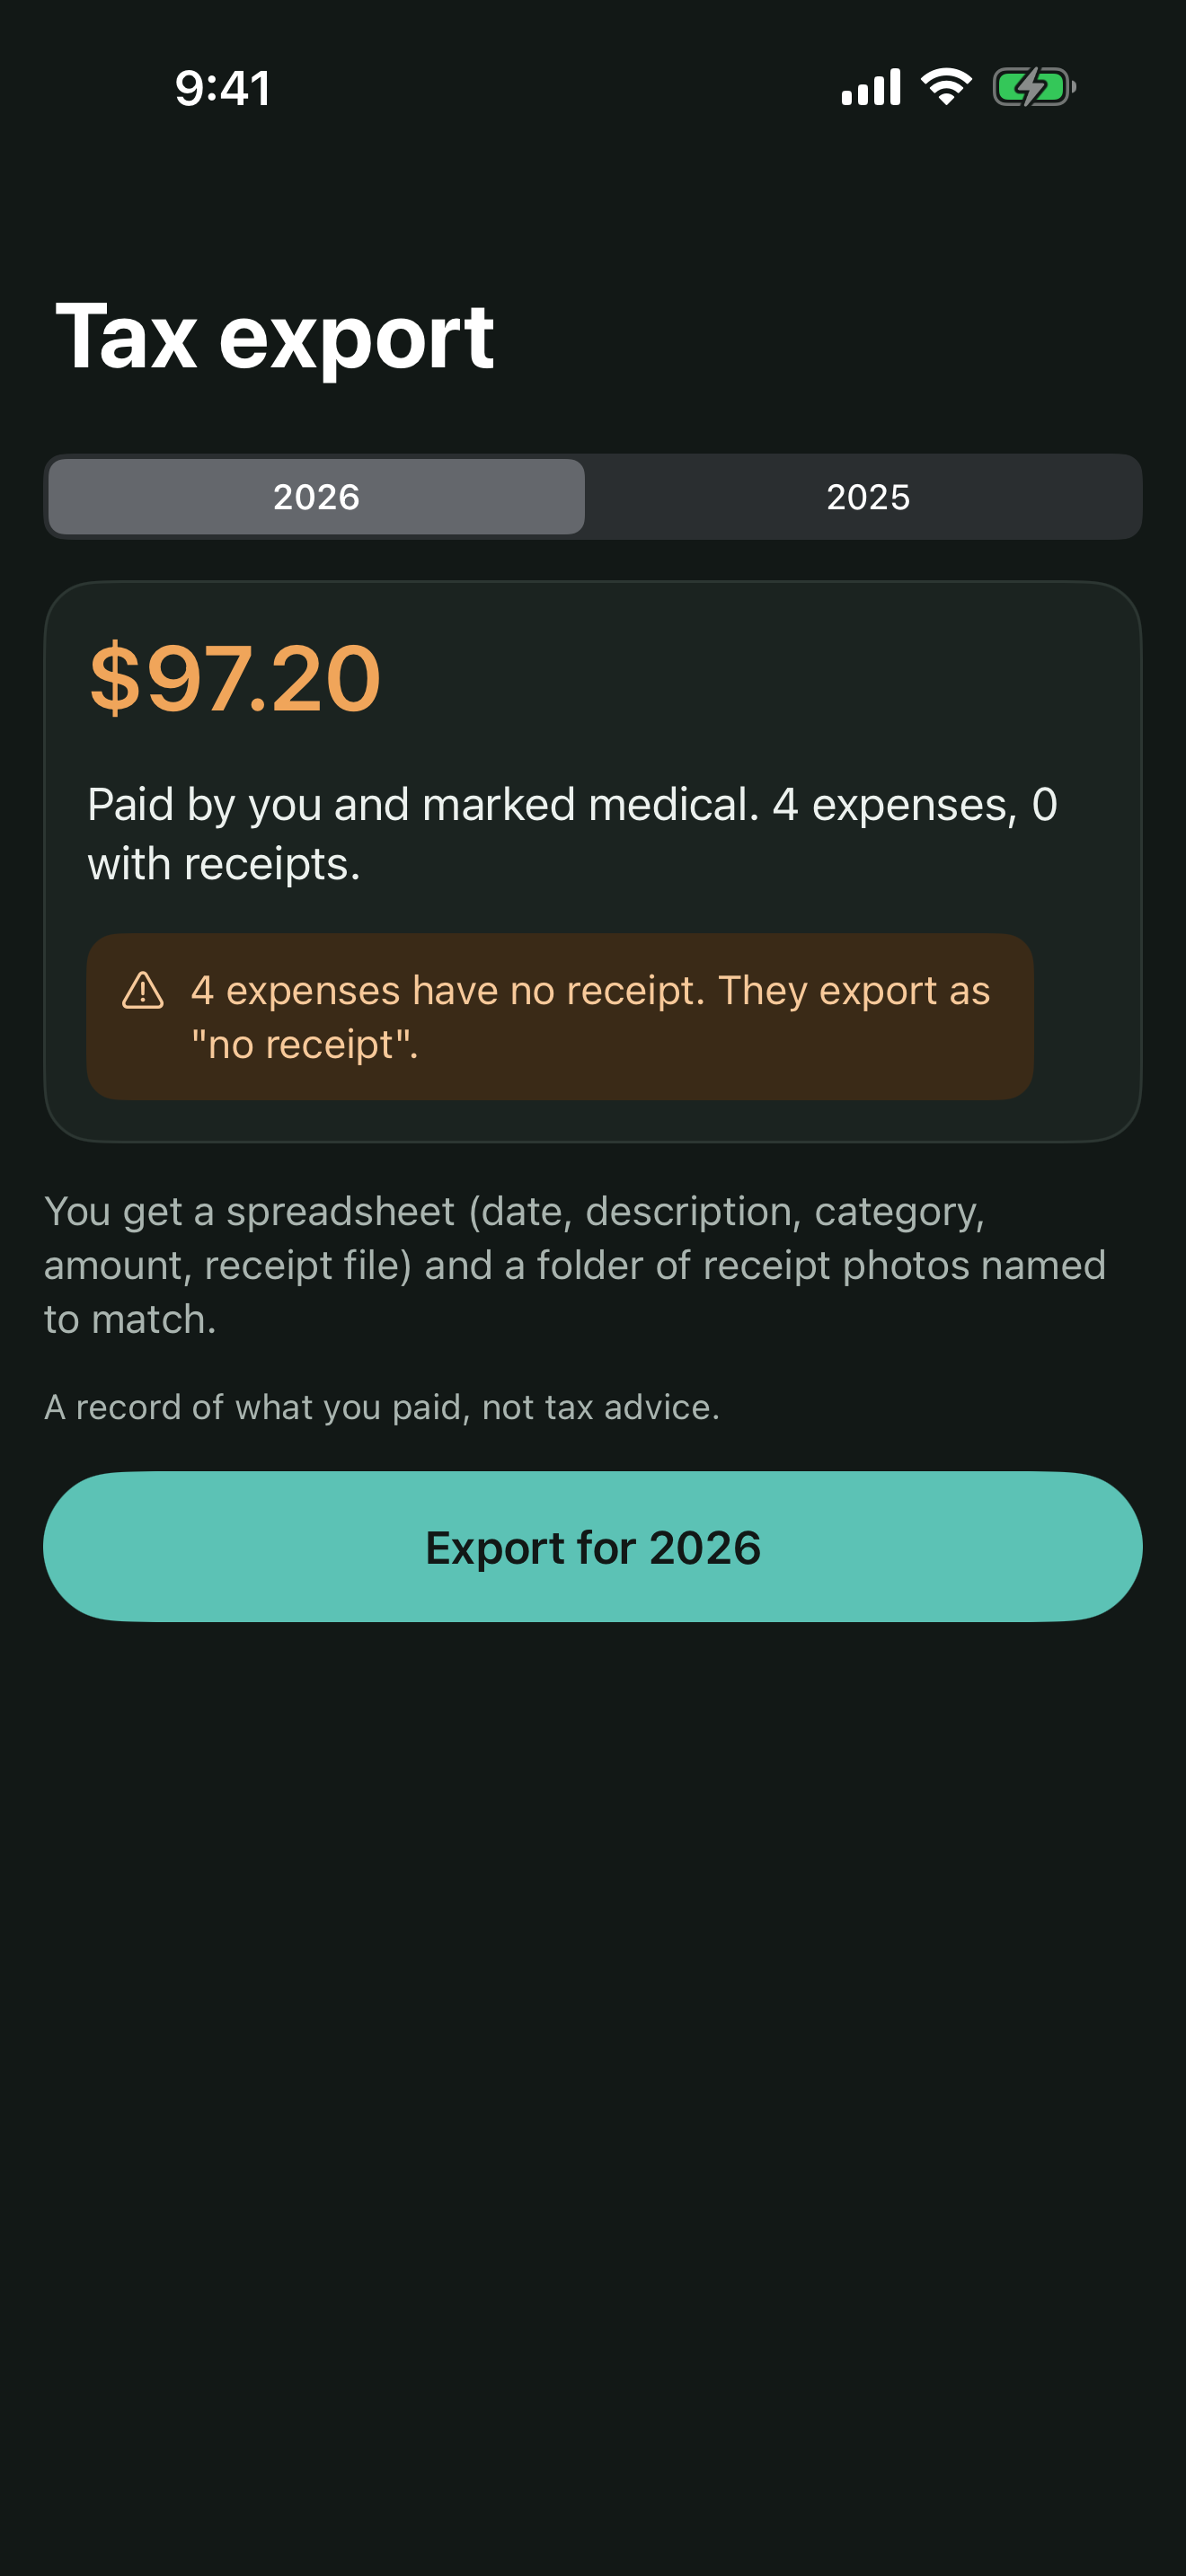 9:41
Tax export
2026
2025
$97.20
Paid by you and marked medical. 4 expenses, 0
with receipts.
4 expenses have no receipt. They export as
"no receipt".
You get a spreadsheet (date, description, category,
amount, receipt file) and a folder of receipt photos named
to match.
A record of what you paid, not tax advice.
Export for 2026